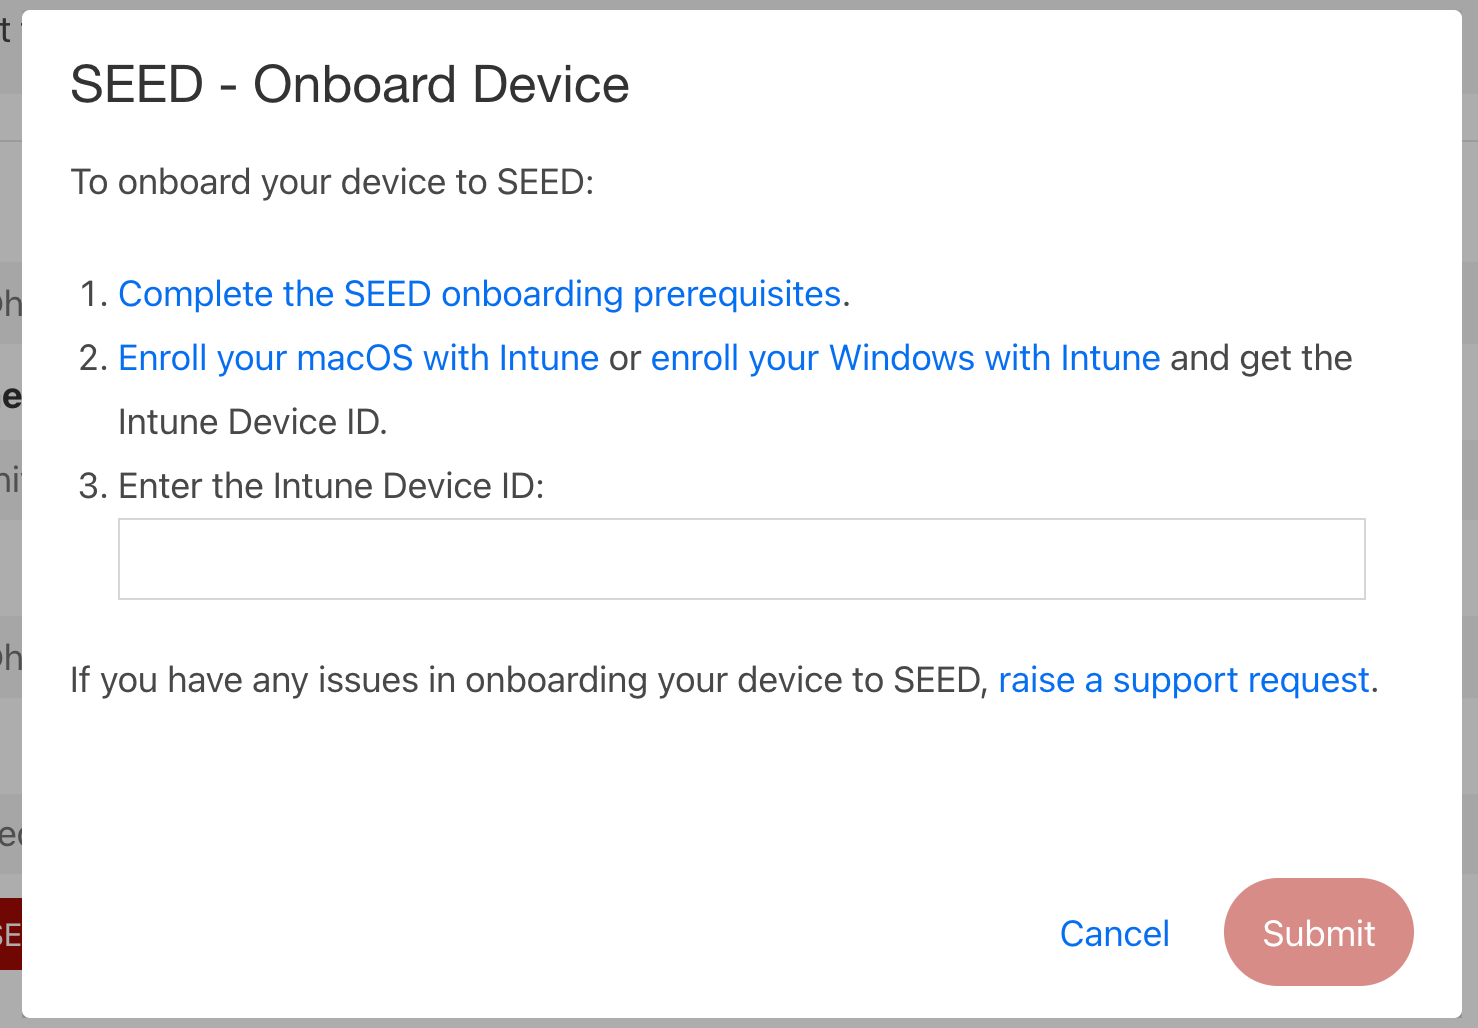 SEED - Onboard Device
To onboard your device to SEED:
1. Complete the SEED onboarding prerequisites.
2. Enroll your macOS with Intune or enroll your Windows with Intune and get the
Intune Device ID.
3. Enter the Intune Device ID:
If you have any issues in onboarding your device to SEED, raise a support request.
Cancel Submit